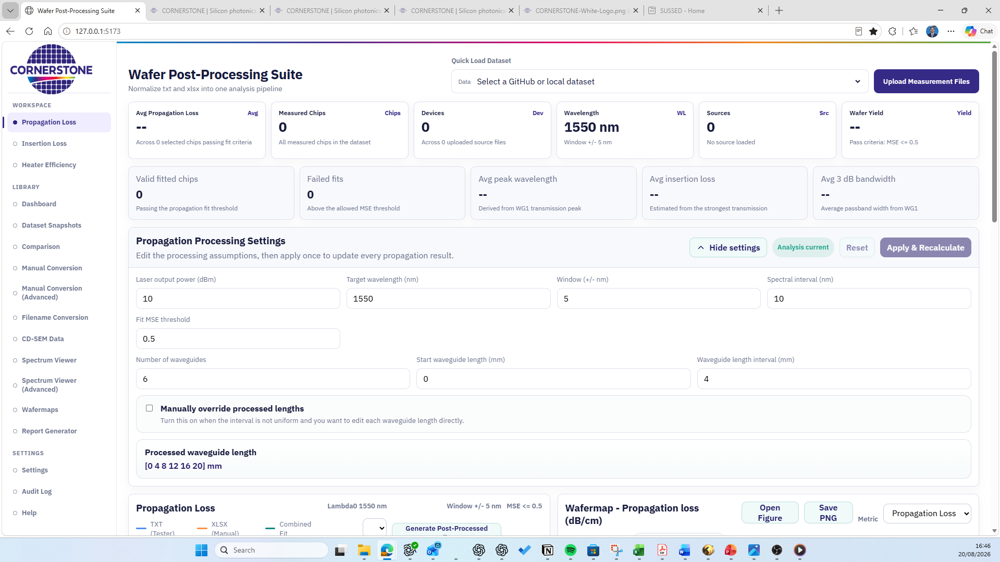 Wafer Post-Processing Suite
CORNERSTONE | Silicon photonics
CORNERSTONE | Silicon photonics
CORNERSTONE | Silicon photonics
CORNERSTONE-White-Logo.png
SUSSED - Home
127.0.0.1:5173
Chat
CORNERSTONE
WORKSPACE
Propagation Loss
Insertion Loss
Heater Efficiency
LIBRARY
Dashboard
Dataset Snapshots
Comparison
Manual Conversion
Manual Conversion
(Advanced)
Filename Conversion
CD-SEM Data
Spectrum Viewer
Spectrum Viewer
(Advanced)
Wafermaps
Report Generator
SETTINGS
Settings
Audit Log
Help
Wafer Post-Processing Suite
Normalize txt and xlsx into one analysis pipeline
Quick Load Dataset
Data Select a GitHub or local dataset
Upload Measurement Files
Avg Propagation Loss Avg
--
Across 0 selected chips passing fit criteria
Measured Chips Chips
0
All measured chips in the dataset
Devices Dev
0
Across 0 uploaded source files
Wavelength WL
1550 nm
Window +/- 5 nm
Sources Src
0
No source loaded
Wafer Yield Yield
--
Pass criteria: MSE <= 0.5
Valid fitted chips
0
Passing the propagation fit threshold
Failed fits
0
Above the allowed MSE threshold
Avg peak wavelength
--
Derived from WG1 transmission peak
Avg insertion loss
--
Estimated from the strongest transmission
Avg 3 dB bandwidth
--
Average passband width from WG1
Propagation Processing Settings
Edit the processing assumptions, then apply once to update every propagation result.
Hide settings
Analysis current
Reset
Apply & Recalculate
Laser output power (dBm)
10
Target wavelength (nm)
1550
Window (+/- nm)
5
Spectral interval (nm)
10
Fit MSE threshold
0.5
Number of waveguides
6
Start waveguide length (mm)
0
Waveguide length interval (mm)
4
Manually override processed lengths
Turn this on when the interval is not uniform and you want to edit each waveguide length directly.
Processed waveguide length
[0 4 8 12 16 20] mm
Propagation Loss
Lambda0 1550 nm
Window +/- 5 nm
MSE <= 0.5
TXT
(Tester)
XLSX
(Manual)
Combined
Fit
Generate Post-Processed
Wafermap - Propagation loss
(dB/cm)
Open
Figure
Save
PNG
Metric
Propagation Loss
Search
16:46
20/08/2026